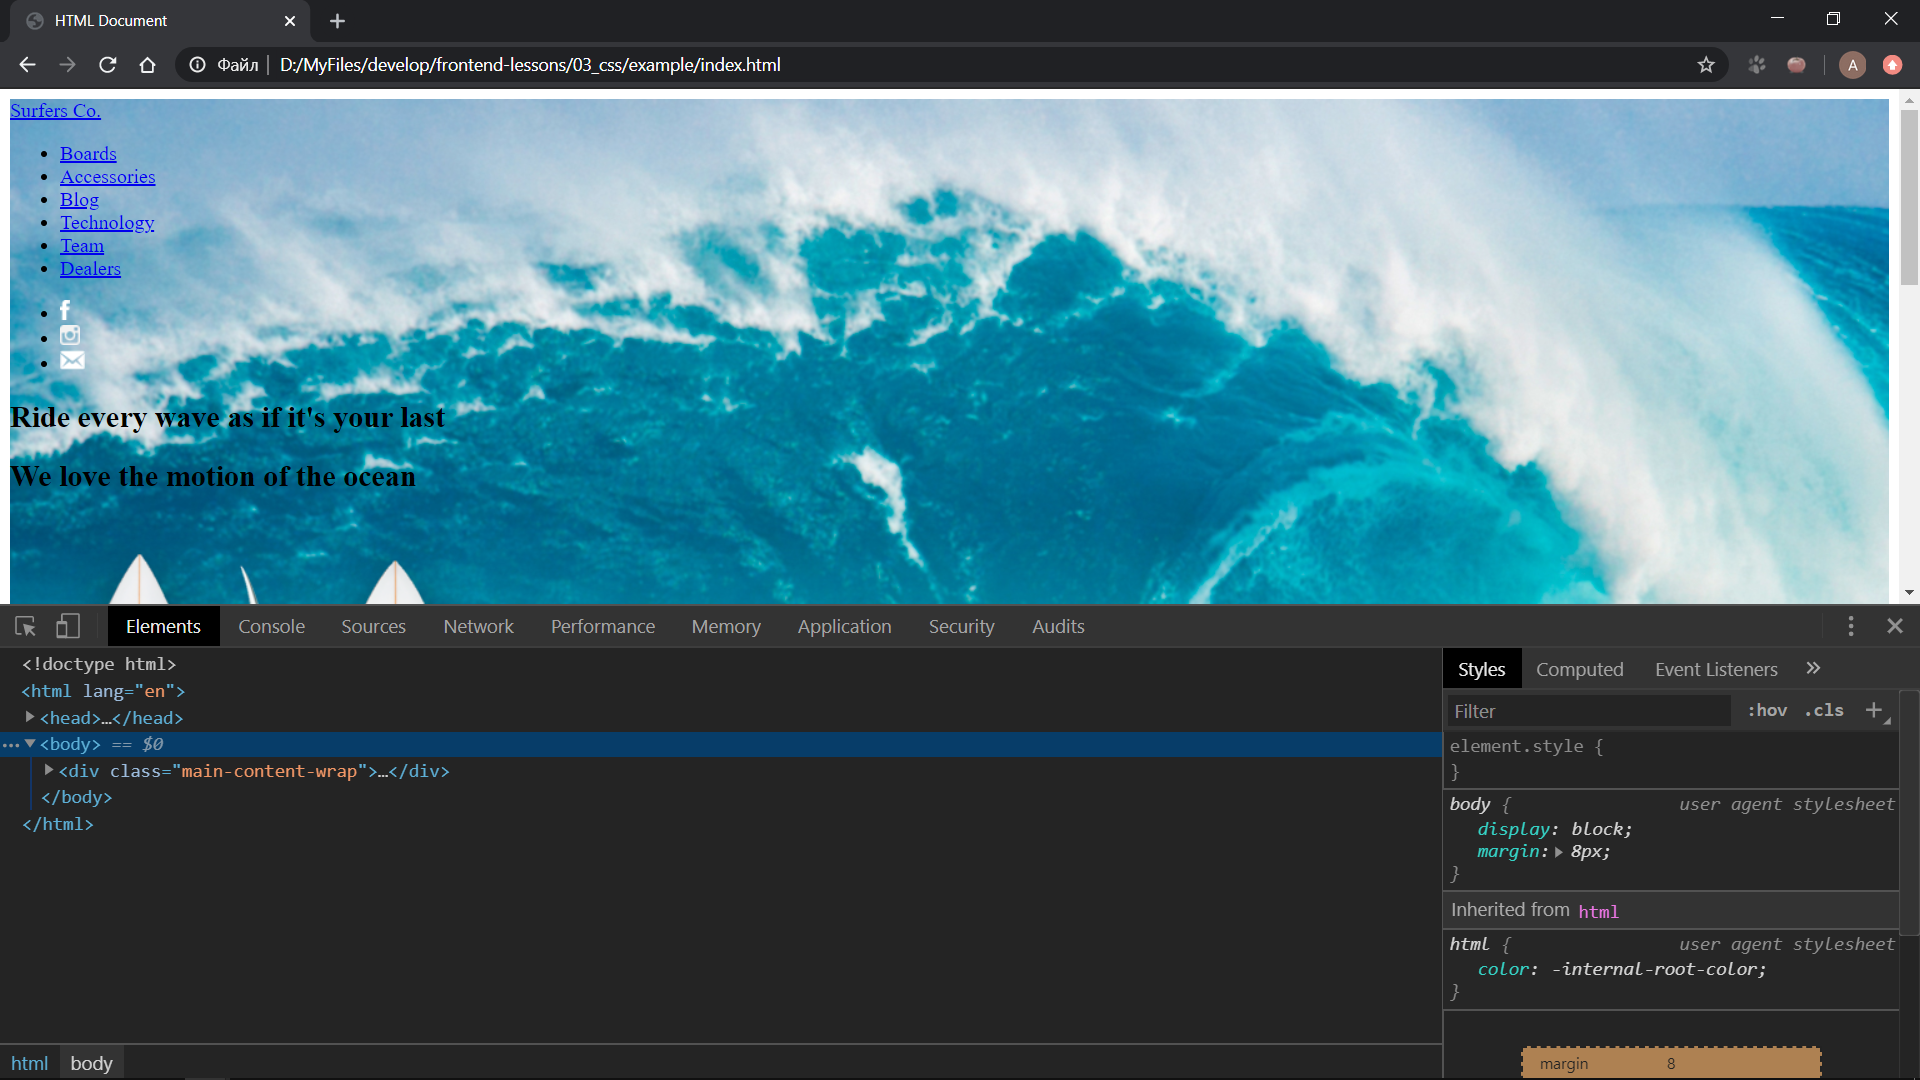 HTML Document
Файл D:/MyFiles/develop/frontend-lessons/03_css/example/index.html
A
Surfers Co.
Boards
Accessories
Blog
Technology
Team
Dealers
Ride every wave as if it's your last
We love the motion of the ocean
Elements Console Sources Network Performance Memory Application Security Audits
<!doctype html>
<html lang="en">
<head>…</head>
<body> == $0
<div class="main-content-wrap">…</div>
</body>
</html>
html body
Styles Computed Event Listeners »
Filter :hov .cls +
element.style {
}
body { user agent stylesheet
display: block;
margin: 8px;
}
Inherited from html
html { user agent stylesheet
color: -internal-root-color;
}
margin 8